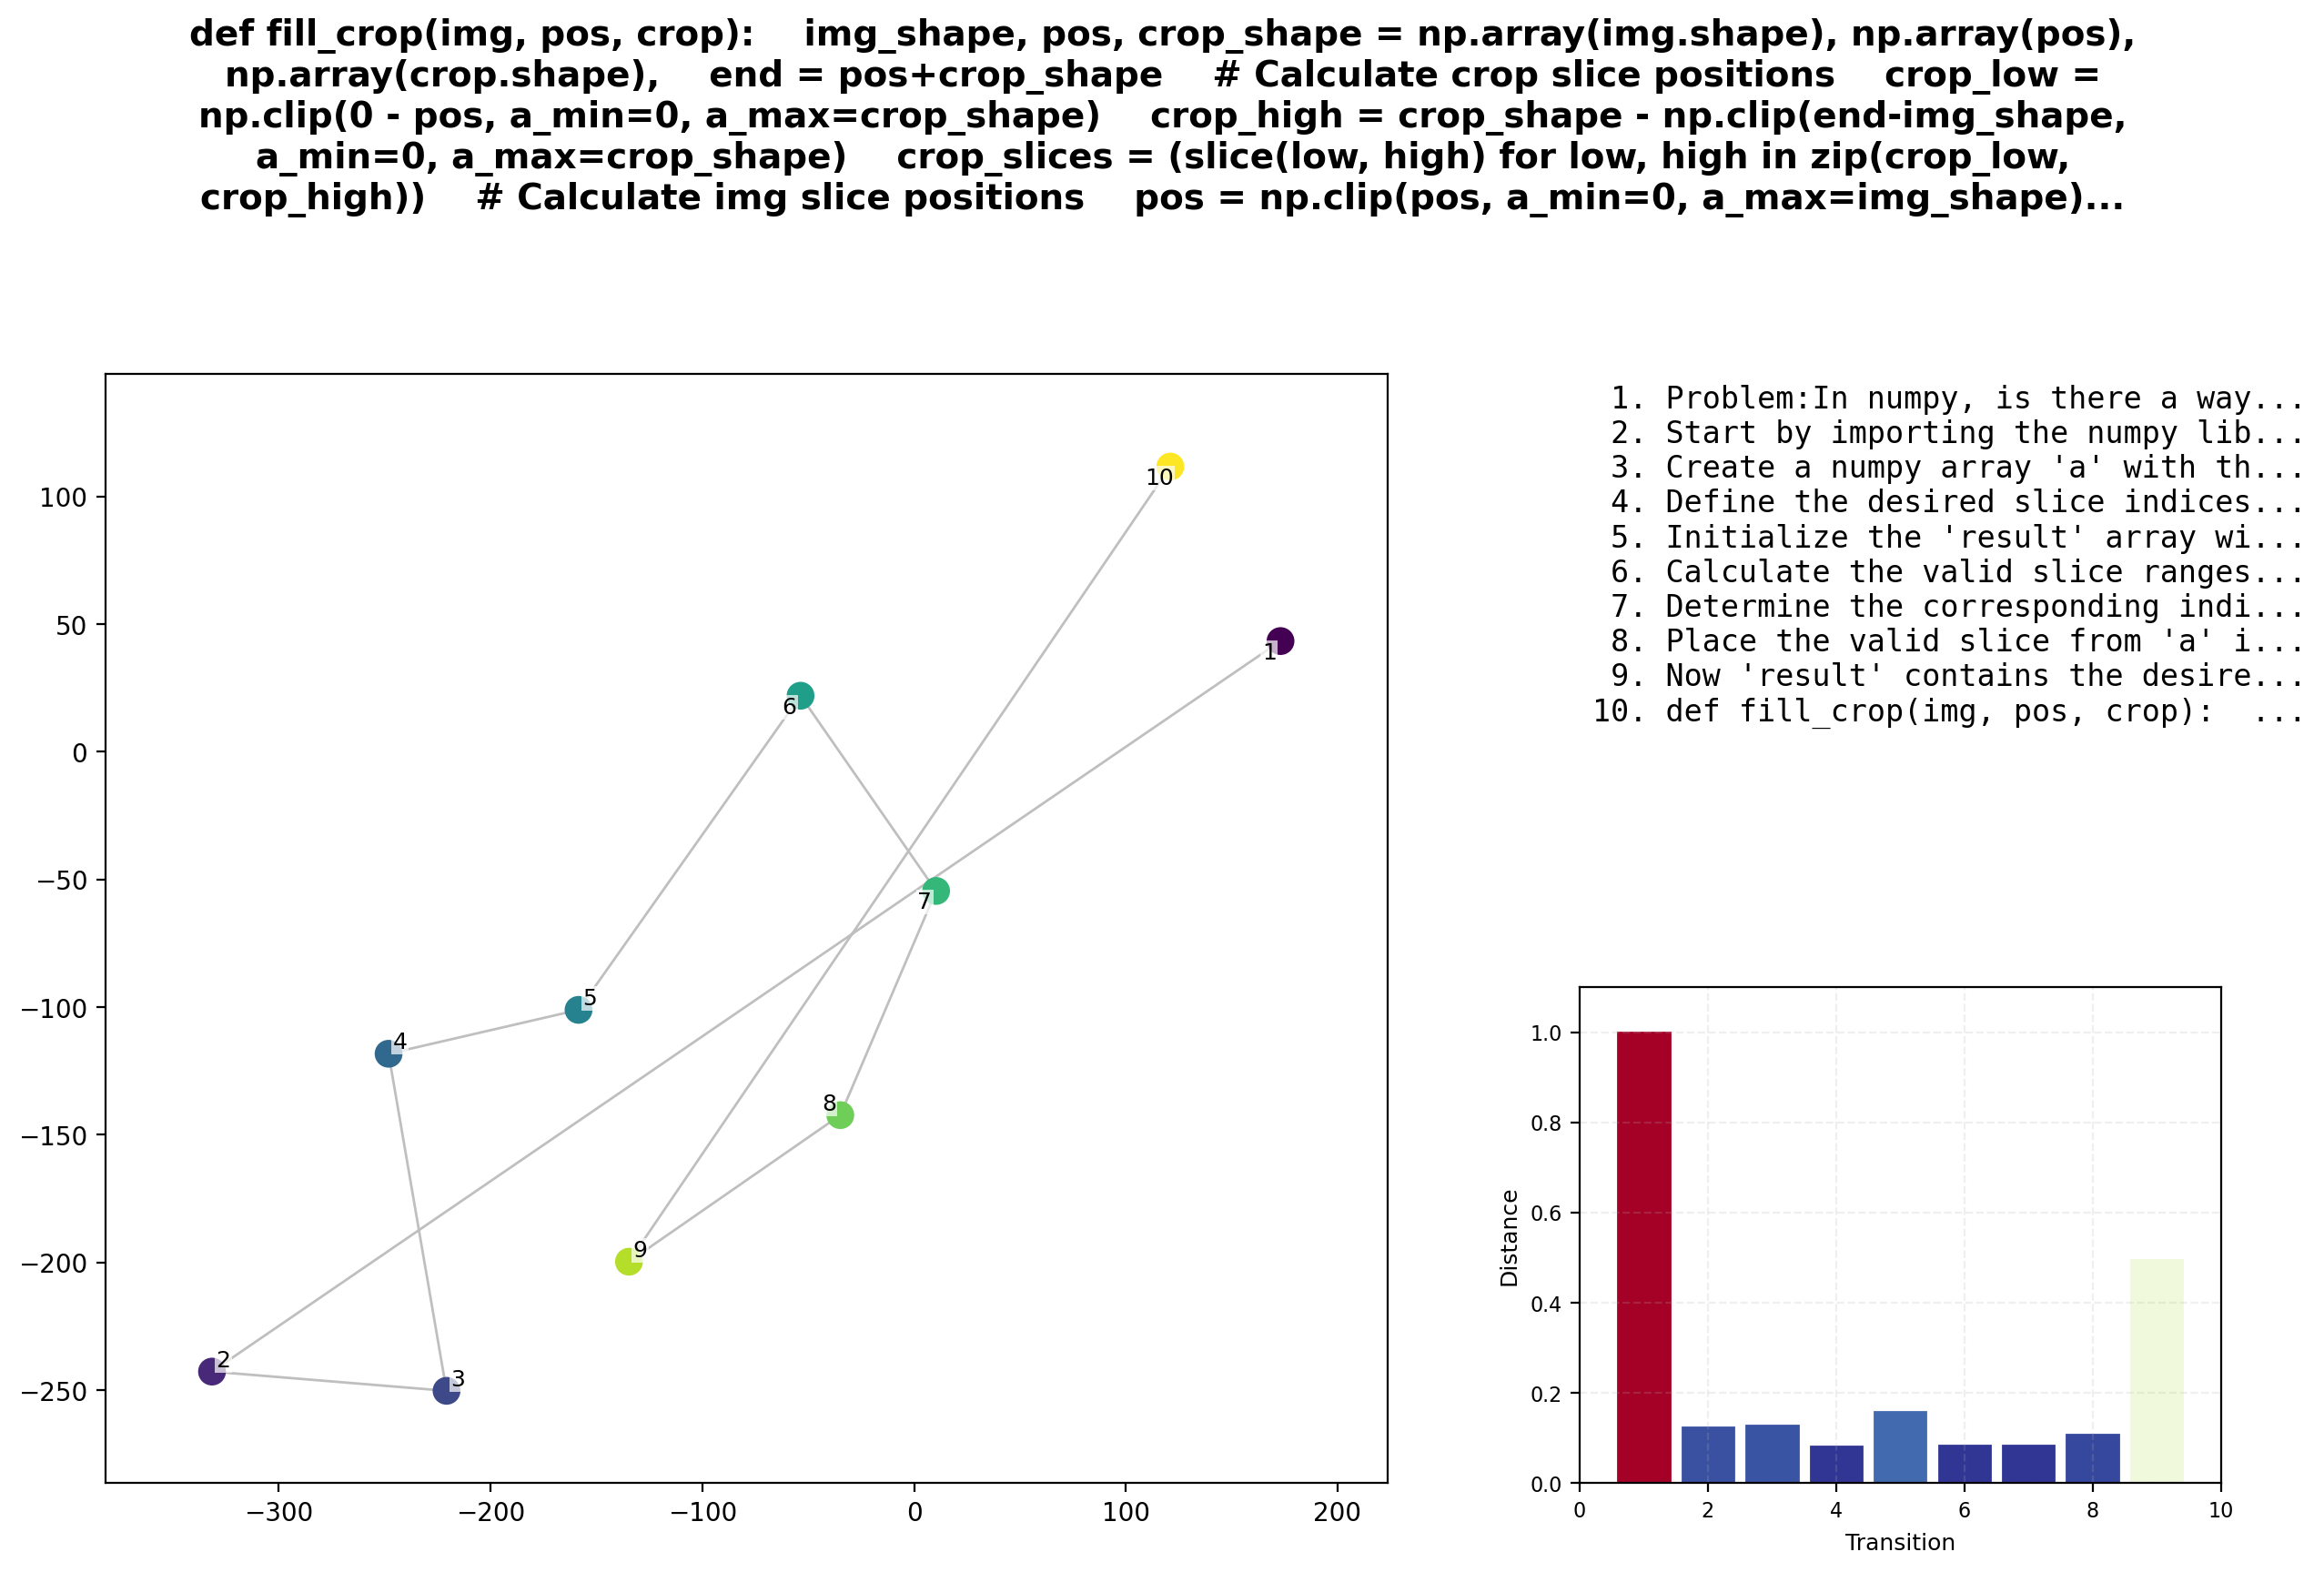 def fill_crop(img, pos, crop):    img_shape, pos, crop_shape = np.array(img.shape), np.array(pos),
np.array(crop.shape),    end = pos+crop_shape    # Calculate crop slice positions    crop_low =
np.clip(0 - pos, a_min=0, a_max=crop_shape)    crop_high = crop_shape - np.clip(end-img_shape,
a_min=0, a_max=crop_shape)    crop_slices = (slice(low, high) for low, high in zip(crop_low,
crop_high))    # Calculate img slice positions    pos = np.clip(pos, a_min=0, a_max=img_shape)...
100
50
0
−50
−100
−150
−200
−250
−300
−200
−100
0
100
200
1
2
3
4
5
6
7
8
9
10
1. Problem:In numpy, is there a way...
2. Start by importing the numpy lib...
3. Create a numpy array 'a' with th...
4. Define the desired slice indices...
5. Initialize the 'result' array wi...
6. Calculate the valid slice ranges...
7. Determine the corresponding indi...
8. Place the valid slice from 'a' i...
9. Now 'result' contains the desire...
10. def fill_crop(img, pos, crop):  ...
Distance
1.0
0.8
0.6
0.4
0.2
0.0
0
2
4
6
8
10
Transition